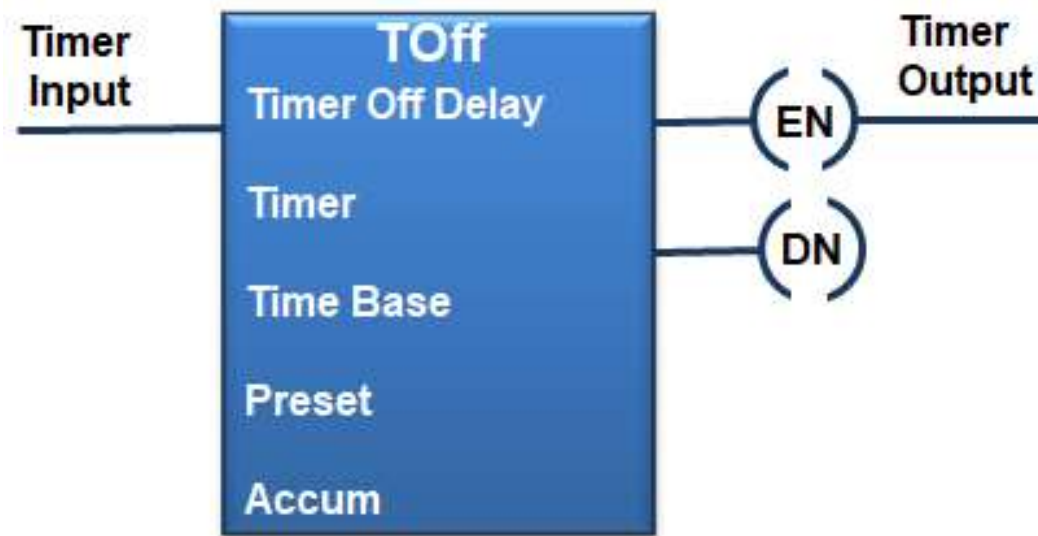 Timer
Input
TOff
Timer Off Delay
Timer
Time Base
Preset
Accum
EN
DN
Timer
Output